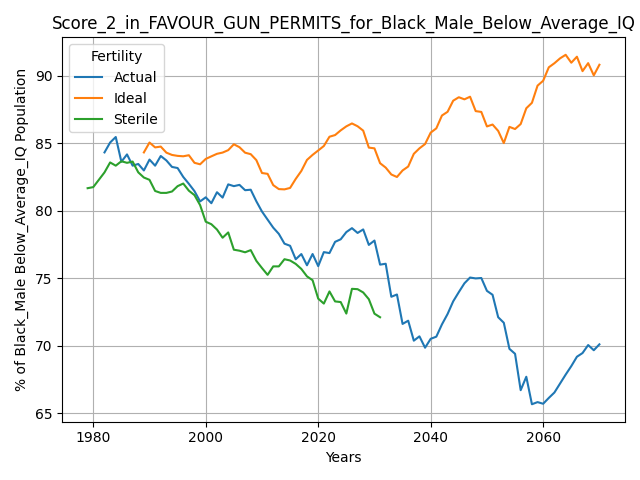 Score_2_in_FAVOUR_GUN_PERMITS_for_Black_Male_Below_Average_IQ
% of Black_Male Below_Average_IQ Population
Fertility
Actual
Ideal
Sterile
90
85
80
75
70
65
1980 2000 2020 2040 2060
Years